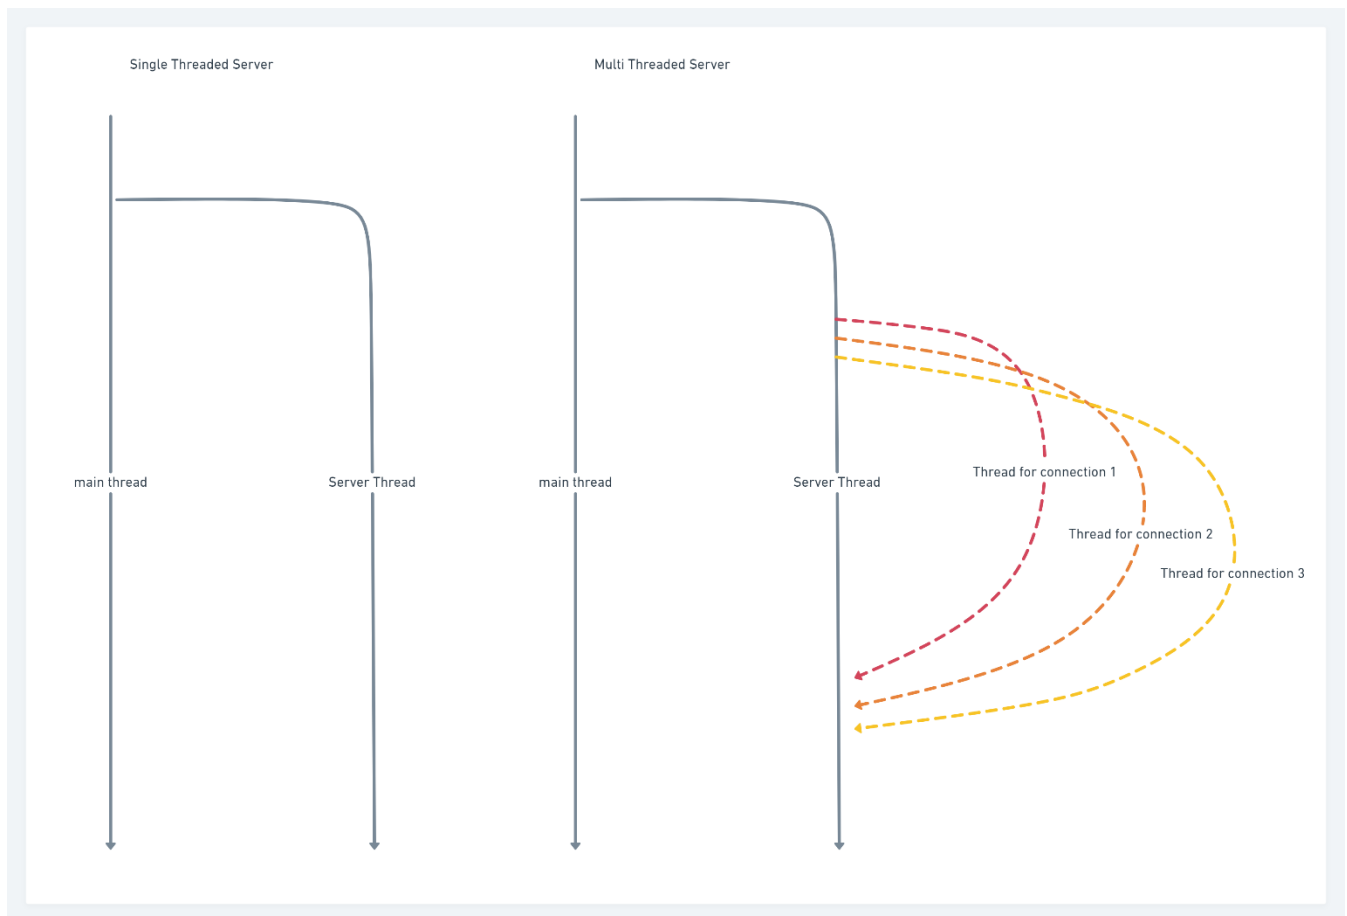 Single Threaded Server
Multi Threaded Server
main thread
Server Thread
main thread
Server Thread
Thread for connection 1
Thread for connection 2
Thread for connection 3